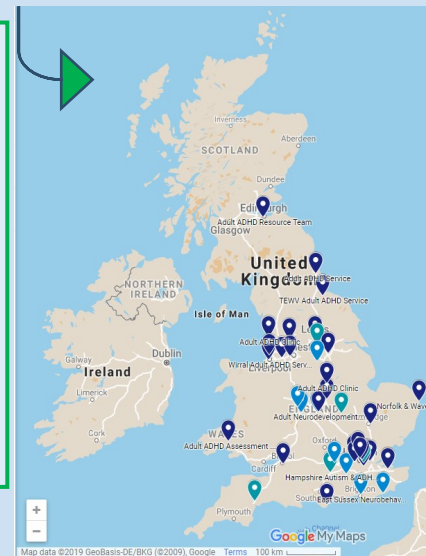 Inverness
Aberdeen
SCOTLAND
Dundee
Edinburgh
Adult ADHD Resource Team
Glasgow
United
Kingdom
ADHD Service
TEWV Adult ADHD Service
NORTHERN
IRELAND
Isle of Man
Adult ADHD Clinic
Dublin
Galway
Ireland
Liverpool
Wirral Adult ADHD Serv...
Limerick
Adult ADHD Clinic
ENGLAND
Norfolk & Wave
Adult Neurodevelopment...
Cork
WALES
Oxford
Adult ADHD Assessment
Cardiff
Hampshire Autism & ADH
Brighton
East Sussex Neurobehav...
Plymouth
Google My Maps
+
−
Map data ©2019 GeoBasis-DE/BKG (©2009), Google Terms 100 km